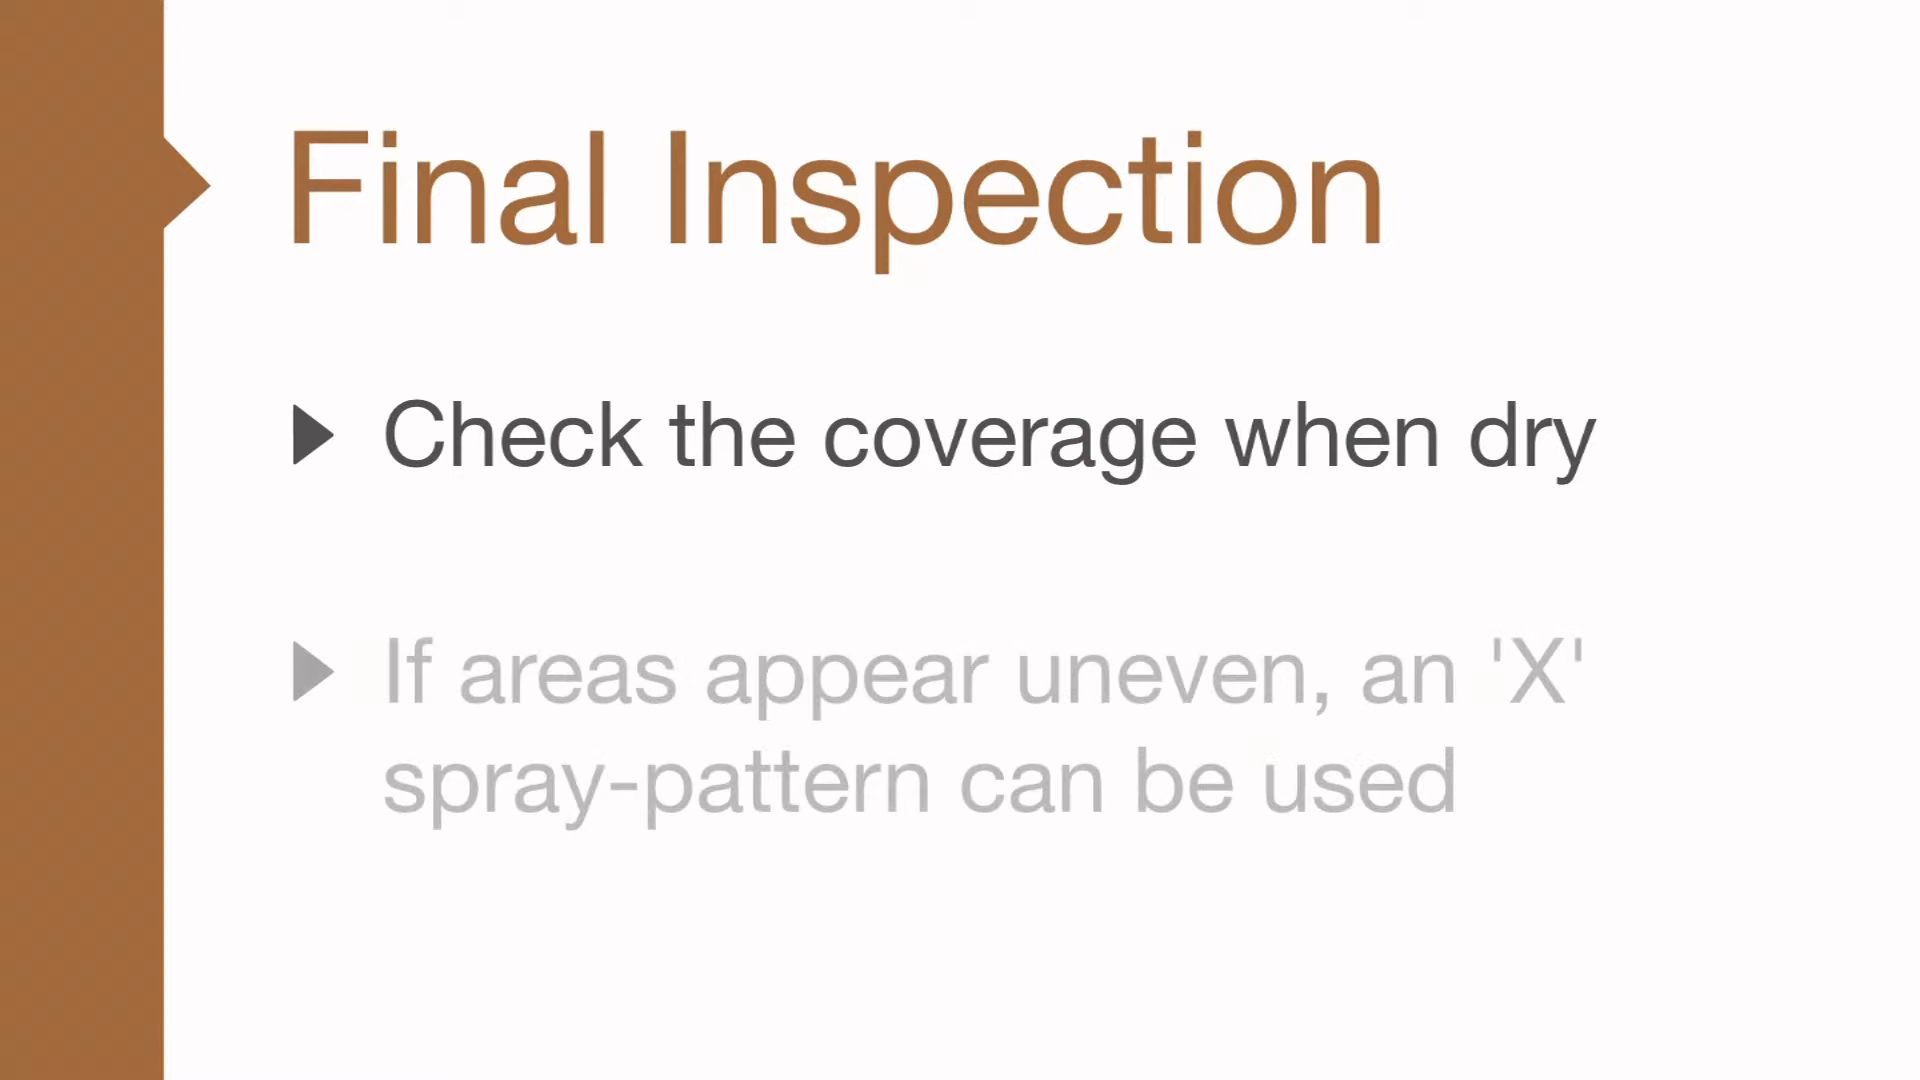 Final Inspection
Check the coverage when dry
If areas appear uneven, an 'X'
spray-pattern can be used